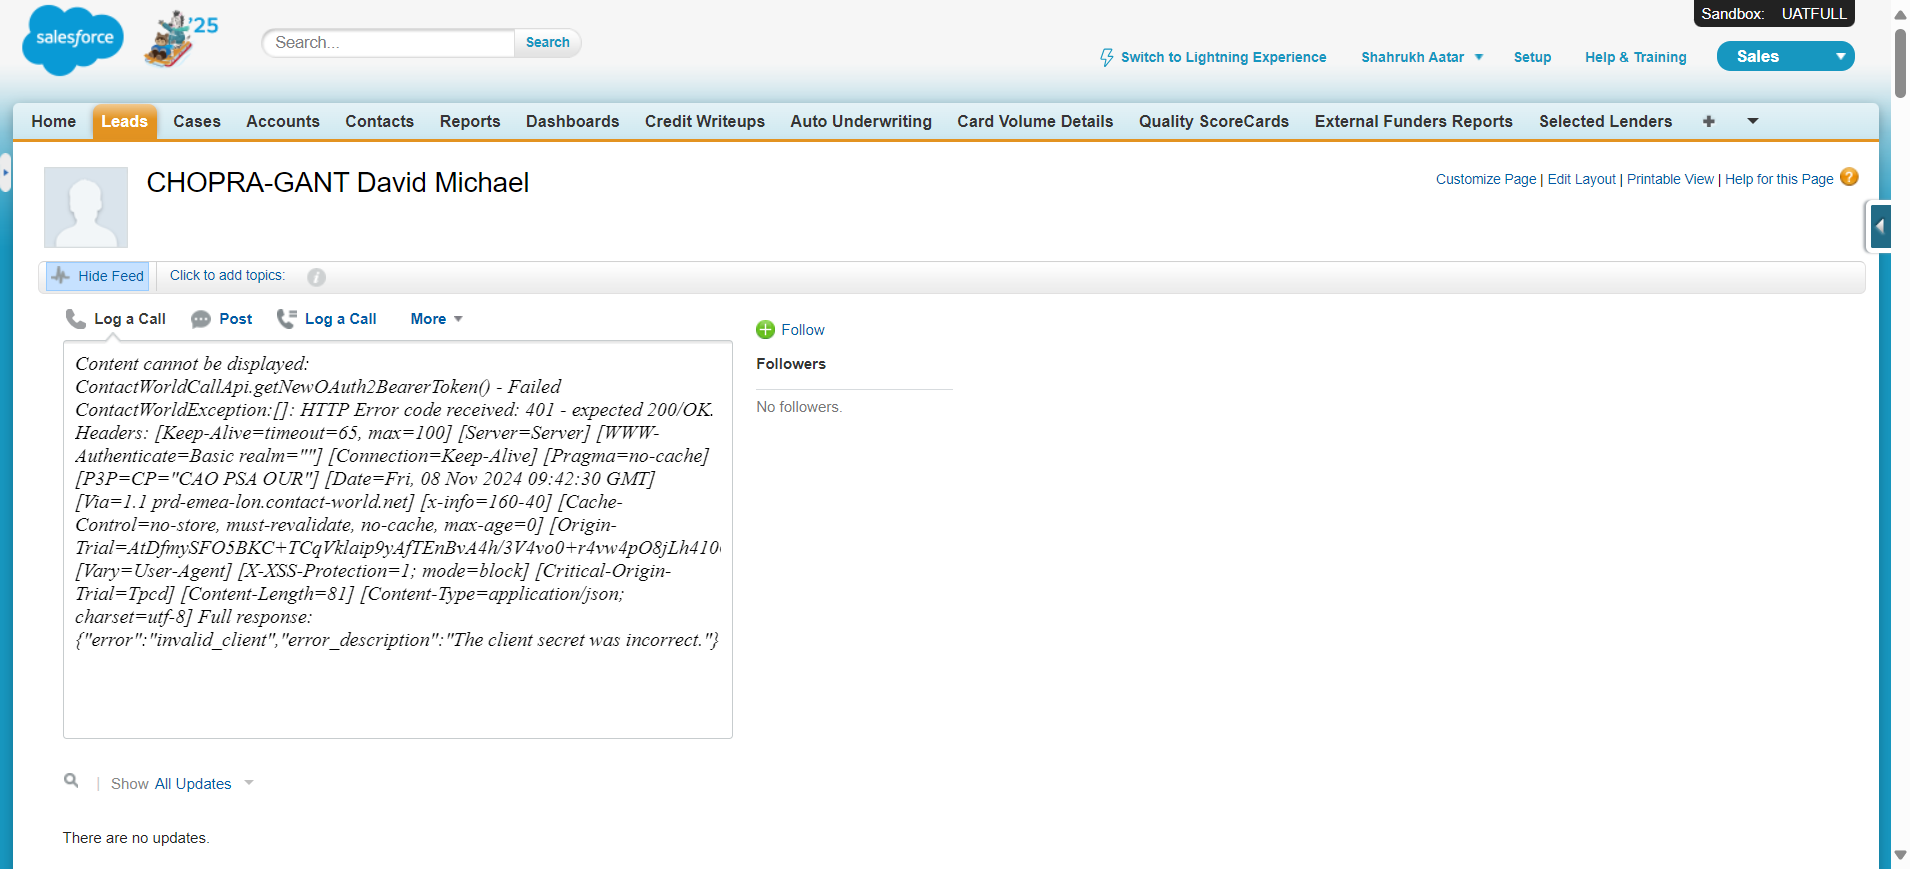 Sandbox: UATFULL
salesforce
'25
Search...
Search
Switch to Lightning Experience
Shahrukh Aatar
Setup
Help & Training
Sales
Home
Leads
Cases
Accounts
Contacts
Reports
Dashboards
Credit Writeups
Auto Underwriting
Card Volume Details
Quality ScoreCards
External Funders Reports
Selected Lenders
CHOPRA-GANT David Michael
Customize Page | Edit Layout | Printable View | Help for this Page
Hide Feed
Click to add topics:
Log a Call
Post
Log a Call
More
Content cannot be displayed:
ContactWorldCallApi.getNewOAuth2BearerToken() - Failed
ContactWorldException:[]: HTTP Error code received: 401 - expected 200/OK.
Headers: [Keep-Alive=timeout=65, max=100] [Server=Server] [WWW-
Authenticate=Basic realm=""] [Connection=Keep-Alive] [Pragma=no-cache]
[P3P=CP="CAO PSA OUR"] [Date=Fri, 08 Nov 2024 09:42:30 GMT]
[Via=1.1 prd-emea-lon.contact-world.net] [x-info=160-40] [Cache-
Control=no-store, must-revalidate, no-cache, max-age=0] [Origin-
Trial=AtDfmySFO5BKC+TCqVklaip9yAfTEnBvA4h/3V4vo0+r4vw4pO8jLh410
[Vary=User-Agent] [X-XSS-Protection=1; mode=block] [Critical-Origin-
Trial=Tpcd] [Content-Length=81] [Content-Type=application/json;
charset=utf-8] Full response:
{"error":"invalid_client","error_description":"The client secret was incorrect."}
Follow
Followers
No followers.
Show All Updates
There are no updates.